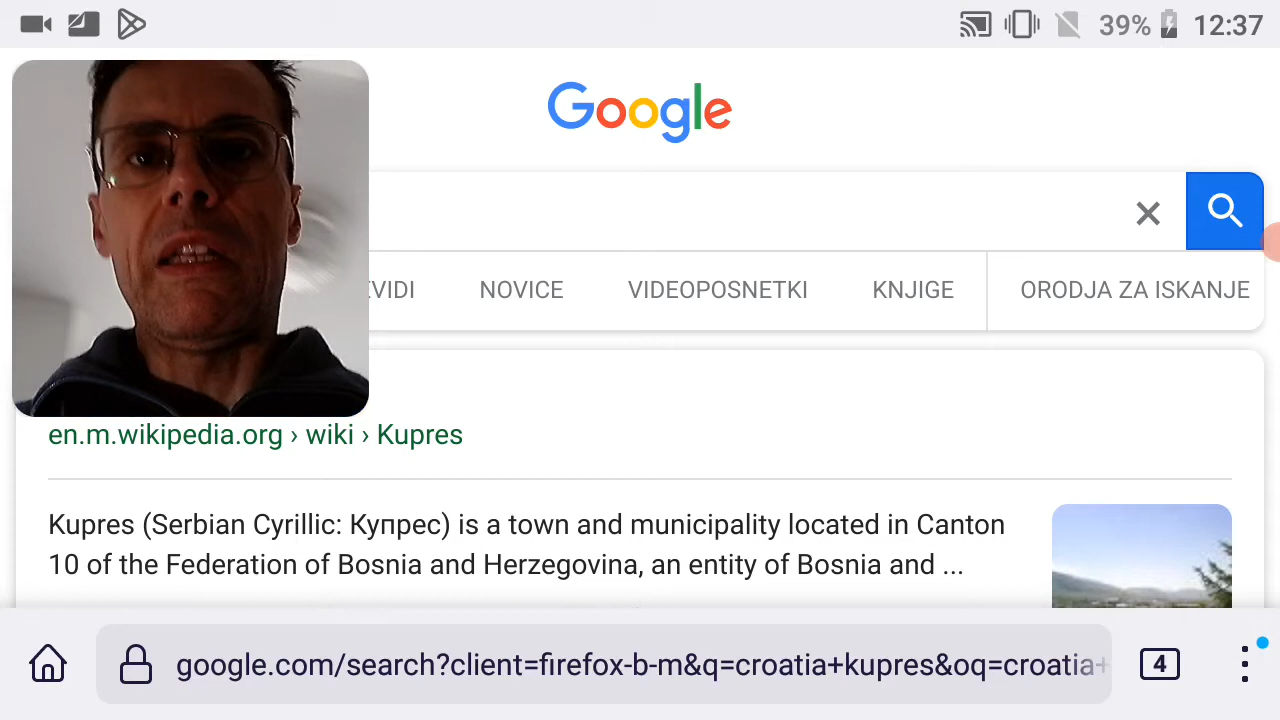 39% 12:37
Google
EVIDI NOVICE VIDEOPOSNETKI KNJIGE ORODJA ZA ISKANJE
en.m.wikipedia.org › wiki › Kupres
Kupres (Serbian Cyrillic: Купрес) is a town and municipality located in Canton
10 of the Federation of Bosnia and Herzegovina, an entity of Bosnia and ...
google.com/search?client=firefox-b-m&q=croatia+kupres&oq=croatia+ 4